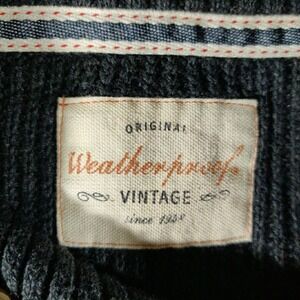 ORIGINAL
Weatherproof
VINTAGE
since 1948